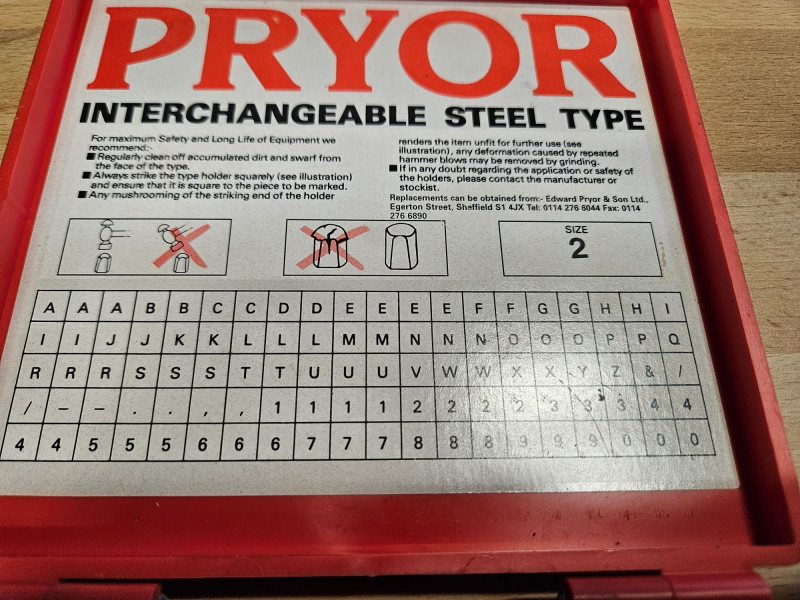 PRYOR
INTERCHANGEABLE STEEL TYPE
For maximum Safety and Long Life of Equipment we
recommend:-
■ Regularly clean off accumulated dirt and swarf from
the face of the type.
■ Always strike the type holder squarely (see illustration)
and ensure that it is square to the piece to be marked.
■ Any mushrooming of the striking end of the holder
renders the item unfit for further use (see
illustration), any deformation caused by repeated
hammer blows may be removed by grinding.
■ If in any doubt regarding the application or safety of
the holders, please contact the manufacturer or
stockist.
Replacements can be obtained from:- Edward Pryor & Son Ltd.,
Egerton Street, Sheffield S1 4JX Tel: 0114 276 6044 Fax: 0114
276 6890
SIZE
2
A A A B B C C D D E E E E F F G G H H I
I I J J K K L L L M M N N N O O O P P Q
R R R S S S T T U U U V W W X X Y Z & /
/ – – . . , , 1 1 1 1 2 2 2 2 3 3 3 4 4
4 4 5 5 5 6 6 6 7 7 7 8 8 8 9 9 9 0 0 0